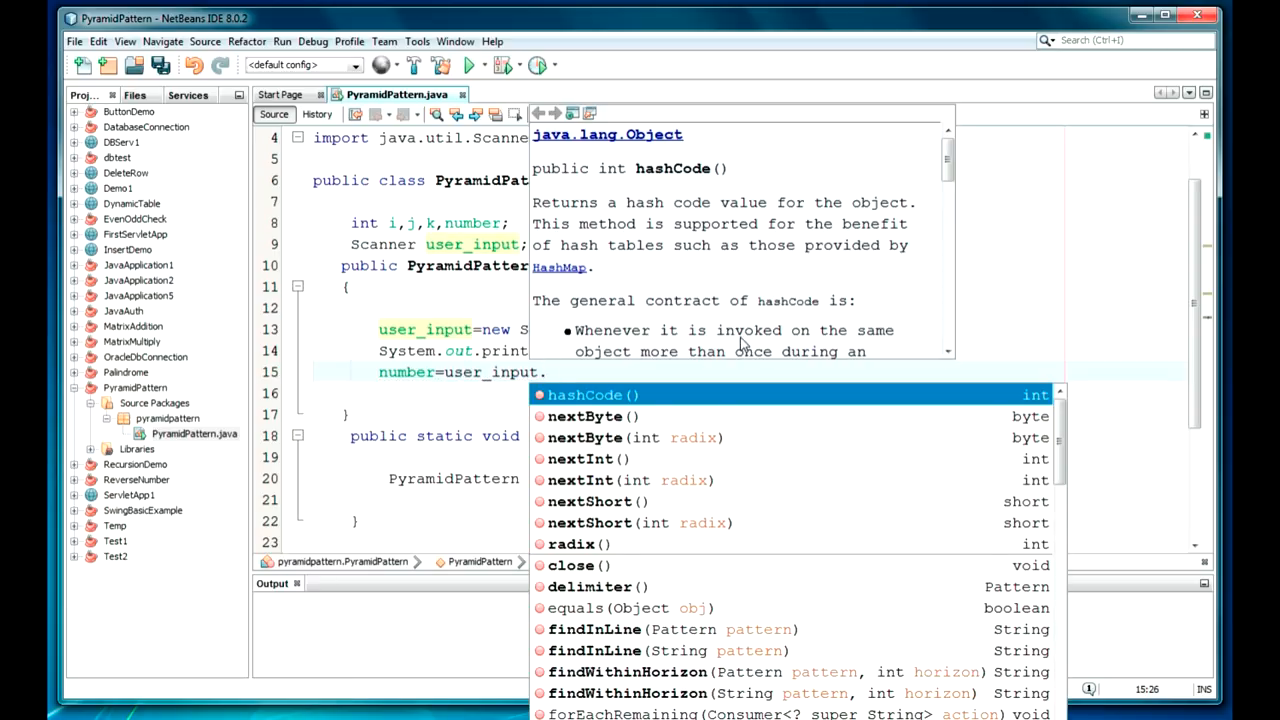 PyramidPattern - NetBeans IDE 8.0.2
File Edit View Navigate Source Refactor Run Debug Profile Team Tools Window Help
Search (Ctrl+I)
<default config>
Proj... Files Services
Start Page PyramidPattern.java
Source History
ButtonDemo
DatabaseConnection
DBServ1
dbtest
DeleteRow
Demo1
DynamicTable
EvenOddCheck
FirstServletApp
InsertDemo
JavaApplication1
JavaApplication2
JavaApplication5
JavaAuth
MatrixAddition
MatrixMultiply
OracleDbConnection
Palindrome
PyramidPattern
Source Packages
pyramidpattern
PyramidPattern.java
Libraries
RecursionDemo
ReverseNumber
ServletApp1
SwingBasicExample
Temp
Test1
Test2
4 import java.util.Scanne
5
6 public class PyramidPat
7
8 int i,j,k,number;
9 Scanner user_input;
10 public PyramidPatter
11 {
12
13 user_input=new S
14 System.out.print
15 number=user_input.
16
17 }
18 public static void
19
20 PyramidPattern
21
22 }
23
java.lang.Object
public int hashCode()
Returns a hash code value for the object.
This method is supported for the benefit
of hash tables such as those provided by
HashMap.
The general contract of hashCode is:
Whenever it is invoked on the same
object more than once during an
hashCode() int
nextByte() byte
nextByte(int radix) byte
nextInt() int
nextInt(int radix) int
nextShort() short
nextShort(int radix) short
radix() int
close() void
delimiter() Pattern
equals(Object obj) boolean
findInLine(Pattern pattern) String
findInLine(String pattern) String
findWithinHorizon(Pattern pattern, int horizon) String
findWithinHorizon(String pattern, int horizon) String
forEachRemaining(Consumer<? super String> action) void
pyramidpattern.PyramidPattern PyramidPattern
Output
1 15:26 INS